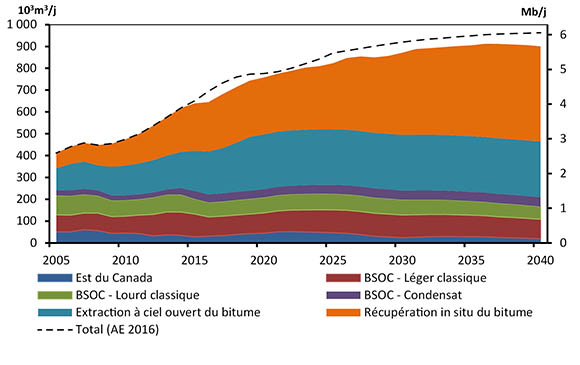 10³m³/j
Mb/j
1 000
900
800
700
600
500
400
300
200
100
0
6
5
4
3
2
1
0
2005 2010 2015 2020 2025 2030 2035 2040
Est du Canada
BSOC - Léger classique
BSOC - Lourd classique
BSOC - Condensat
Extraction à ciel ouvert du bitume
Récupération in situ du bitume
Total (AE 2016)